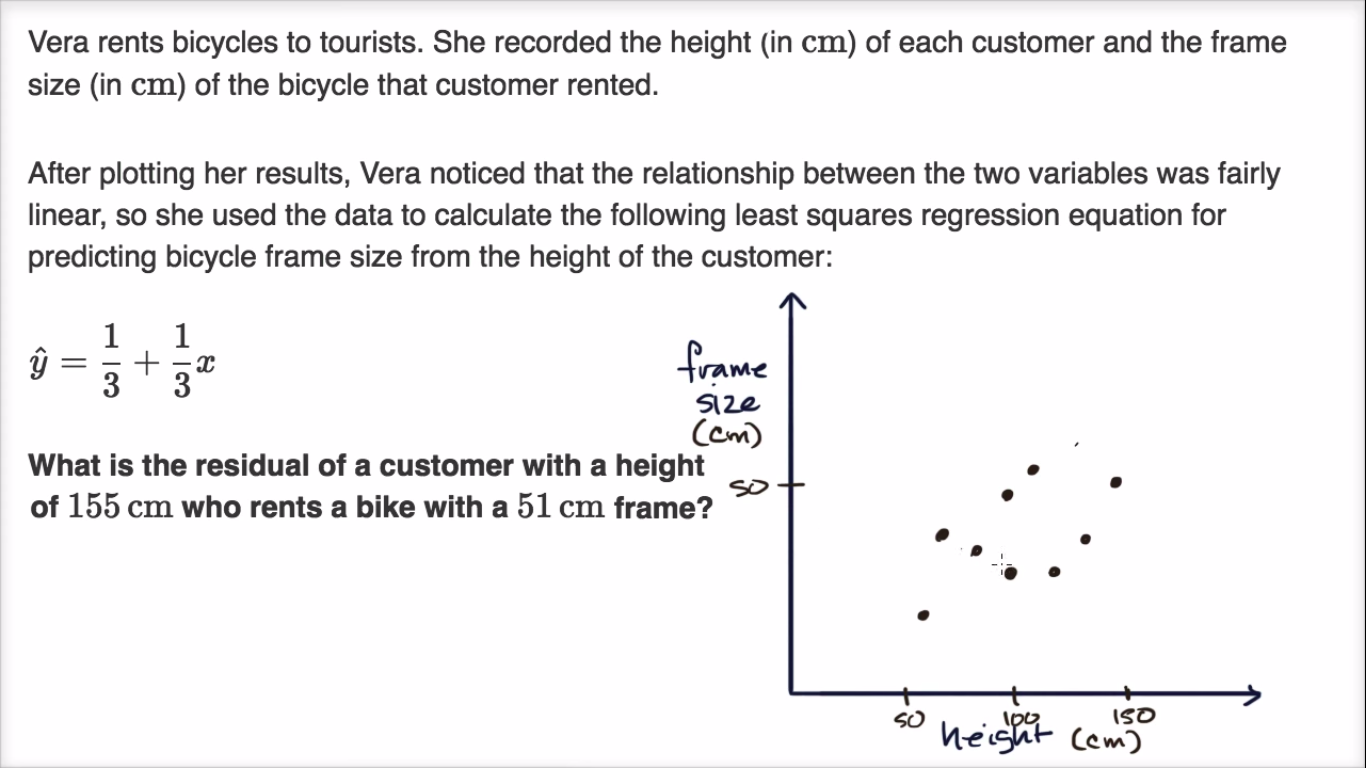 Vera rents bicycles to tourists. She recorded the height (in cm) of each customer and the frame
size (in cm) of the bicycle that customer rented.
After plotting her results, Vera noticed that the relationship between the two variables was fairly
linear, so she used the data to calculate the following least squares regression equation for
predicting bicycle frame size from the height of the customer:
ŷ = 1/3 + 1/3 x
What is the residual of a customer with a height
of 155 cm who rents a bike with a 51 cm frame?
frame
size
(cm)
50
50 100 150
height (cm)